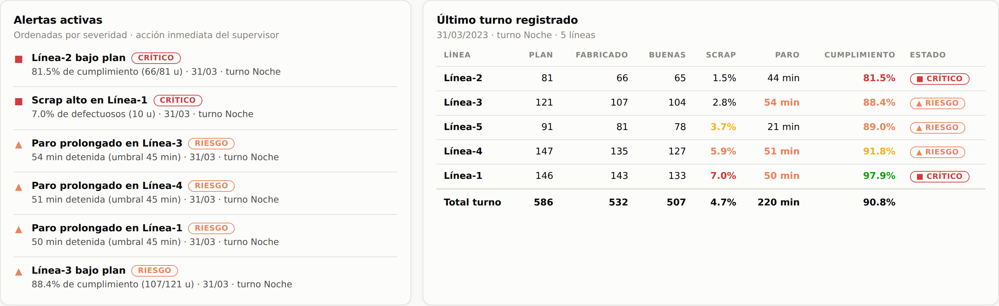 Alertas activas
Ordenadas por severidad · acción inmediata del supervisor
■ Línea-2 bajo plan CRÍTICO
81.5% de cumplimiento (66/81 u) · 31/03 · turno Noche
■ Scrap alto en Línea-1 CRÍTICO
7.0% de defectuosos (10 u) · 31/03 · turno Noche
▲ Paro prolongado en Línea-3 RIESGO
54 min detenida (umbral 45 min) · 31/03 · turno Noche
▲ Paro prolongado en Línea-4 RIESGO
51 min detenida (umbral 45 min) · 31/03 · turno Noche
▲ Paro prolongado en Línea-1 RIESGO
50 min detenida (umbral 45 min) · 31/03 · turno Noche
▲ Línea-3 bajo plan RIESGO
88.4% de cumplimiento (107/121 u) · 31/03 · turno Noche
Último turno registrado
31/03/2023 · turno Noche · 5 líneas
LÍNEA PLAN FABRICADO BUENAS SCRAP PARO CUMPLIMIENTO ESTADO
Línea-2 81 66 65 1.5% 44 min 81.5% ■ CRÍTICO
Línea-3 121 107 104 2.8% 54 min 88.4% ▲ RIESGO
Línea-5 91 81 78 3.7% 21 min 89.0% ▲ RIESGO
Línea-4 147 135 127 5.9% 51 min 91.8% ▲ RIESGO
Línea-1 146 143 133 7.0% 50 min 97.9% ■ CRÍTICO
Total turno 586 532 507 4.7% 220 min 90.8%